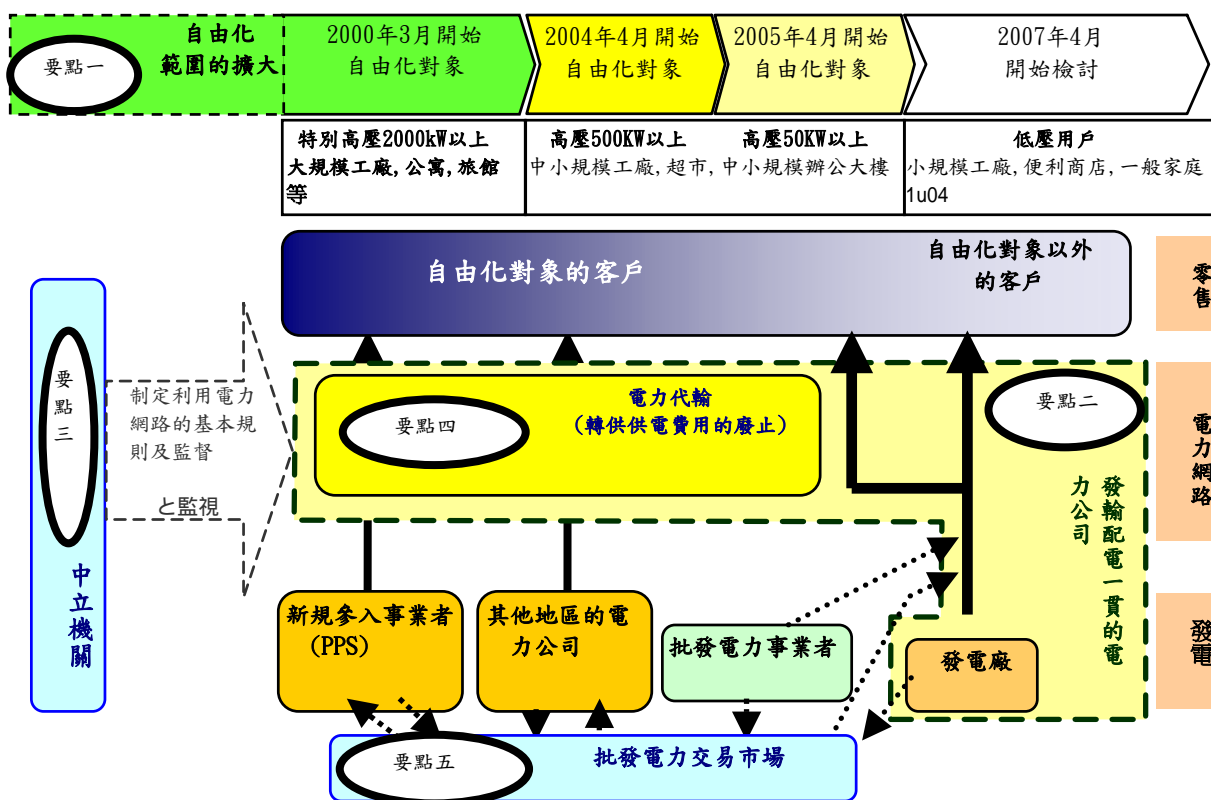 自由化
範圍的擴大
要點一
2000年3月開始
自由化對象
2004年4月開始
自由化對象
2005年4月開始
自由化對象
2007年4月
開始檢討
特別高壓2000kW以上
大規模工廠,公寓,旅館
等
高壓500KW以上
高壓50KW以上
中小規模工廠,超市,中小規模辦公大樓
低壓用戶
小規模工廠,便利商店,一般家庭
1u04
自由化對象的客戶
自由化對象以外
的客戶
零售
要點三
中立機關
制定利用電力
網路的基本規
則及監督
と監視
要點四
電力代輸
(轉供供電費用的廢止)
要點二
發輸配電一貫的電
力公司
電力網路
新規參入事業者
(PPS)
其他地區的電
力公司
批發電力事業者
發電廠
發電
要點五
批發電力交易市場